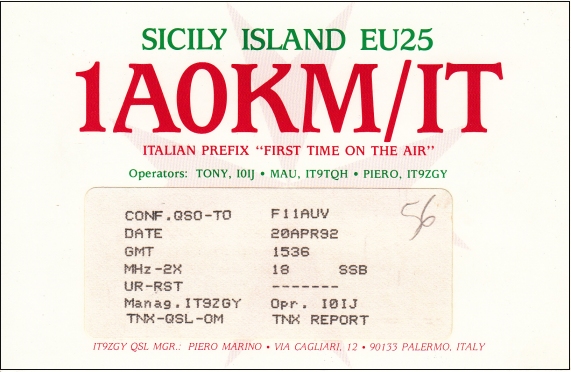 SICILY ISLAND EU25
1A0KM/IT
ITALIAN PREFIX “FIRST TIME ON THE AIR”
Operators: TONY, I0IJ • MAU, IT9TQH • PIERO, IT9ZGY
56
CONF.QSO-TO F11AUV
DATE 20APR92
GMT 1536
MHz-2X 18 SSB
UR-RST -------
Manag.IT9ZGY Opr. I0IJ
TNX-QSL-OM TNX REPORT
IT9ZGY QSL MGR.: PIERO MARINO • VIA CAGLIARI, 12 • 90133 PALERMO, ITALY